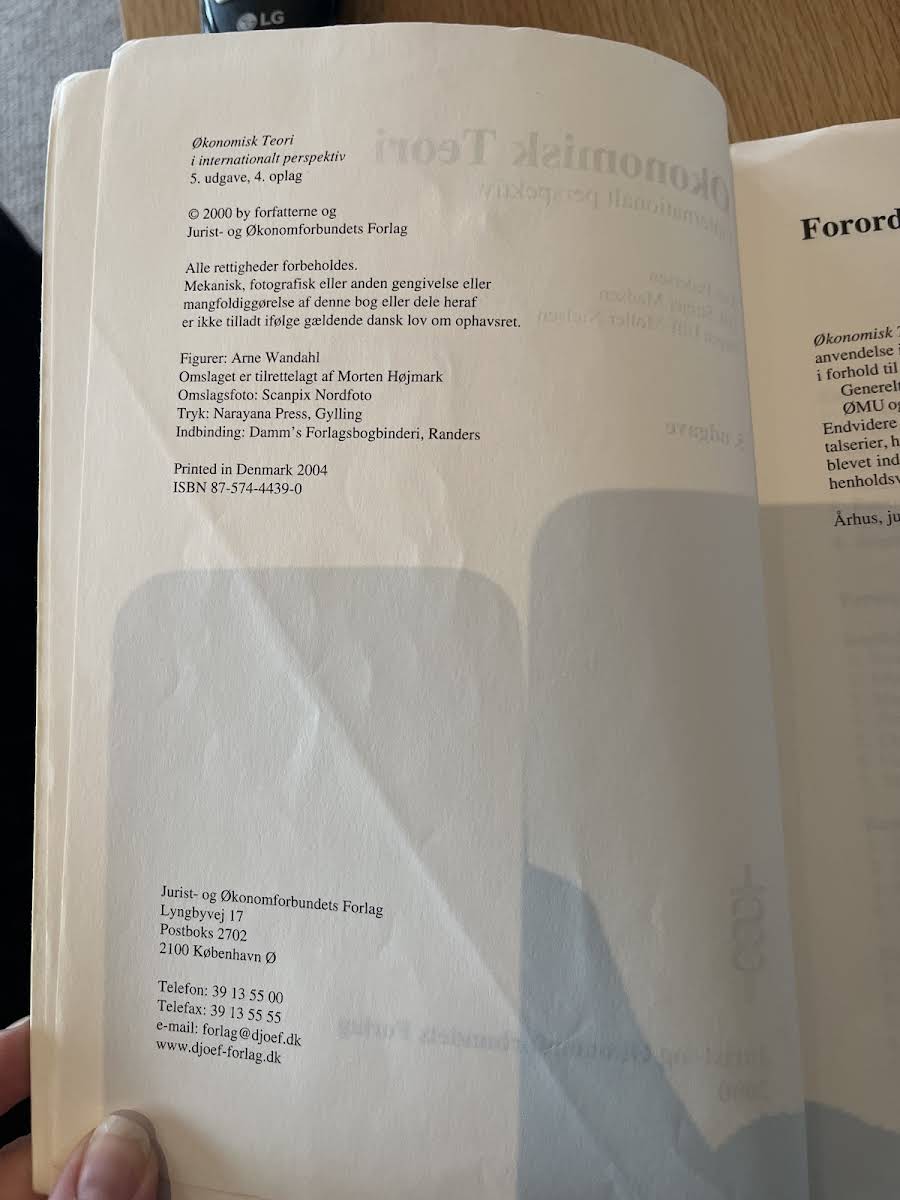 LG
Økonomisk Teori
i internationalt perspektiv
5. udgave, 4. oplag
© 2000 by forfatterne og
Jurist- og Økonomforbundets Forlag
Alle rettigheder forbeholdes.
Mekanisk, fotografisk eller anden gengivelse eller
mangfoldiggørelse af denne bog eller dele heraf
er ikke tilladt ifølge gældende dansk lov om ophavsret.
Figurer: Arne Wandahl
Omslaget er tilrettelagt af Morten Højmark
Omslagsfoto: Scanpix Nordfoto
Tryk: Narayana Press, Gylling
Indbinding: Damm's Forlagsbogbinderi, Randers
Printed in Denmark 2004
ISBN 87-574-4439-0
Jurist- og Økonomforbundets Forlag
Lyngbyvej 17
Postboks 2702
2100 København Ø
Telefon: 39 13 55 00
Telefax: 39 13 55 55
e-mail: forlag@djoef.dk
www.djoef-forlag.dk
Forord
Økonomisk
anvendelse
i forhold til
Generelt
ØMU og
Endvidere
talserier, h
blevet ind
henholdsv
Århus, ju